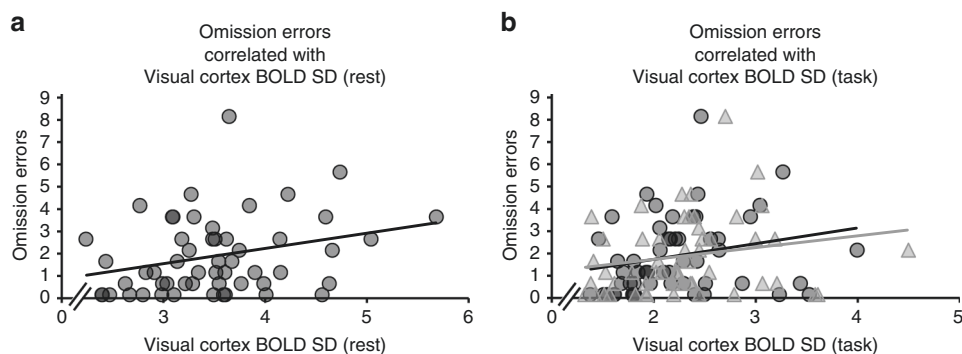 a
Omission errors
correlated with
Visual cortex BOLD SD (rest)
9
8
7
6
5
4
3
2
1
0
Omission errors
0 3 4 5 6
Visual cortex BOLD SD (rest)
b
Omission errors
correlated with
Visual cortex BOLD SD (task)
9
8
7
6
5
4
3
2
1
0
Omission errors
0 2 3 4 5
Visual cortex BOLD SD (task)